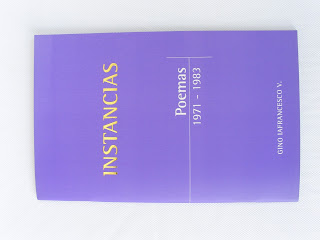 INSTANCIAS
Poemas
1971 - 1983
GINO IAFRANCESCO V.